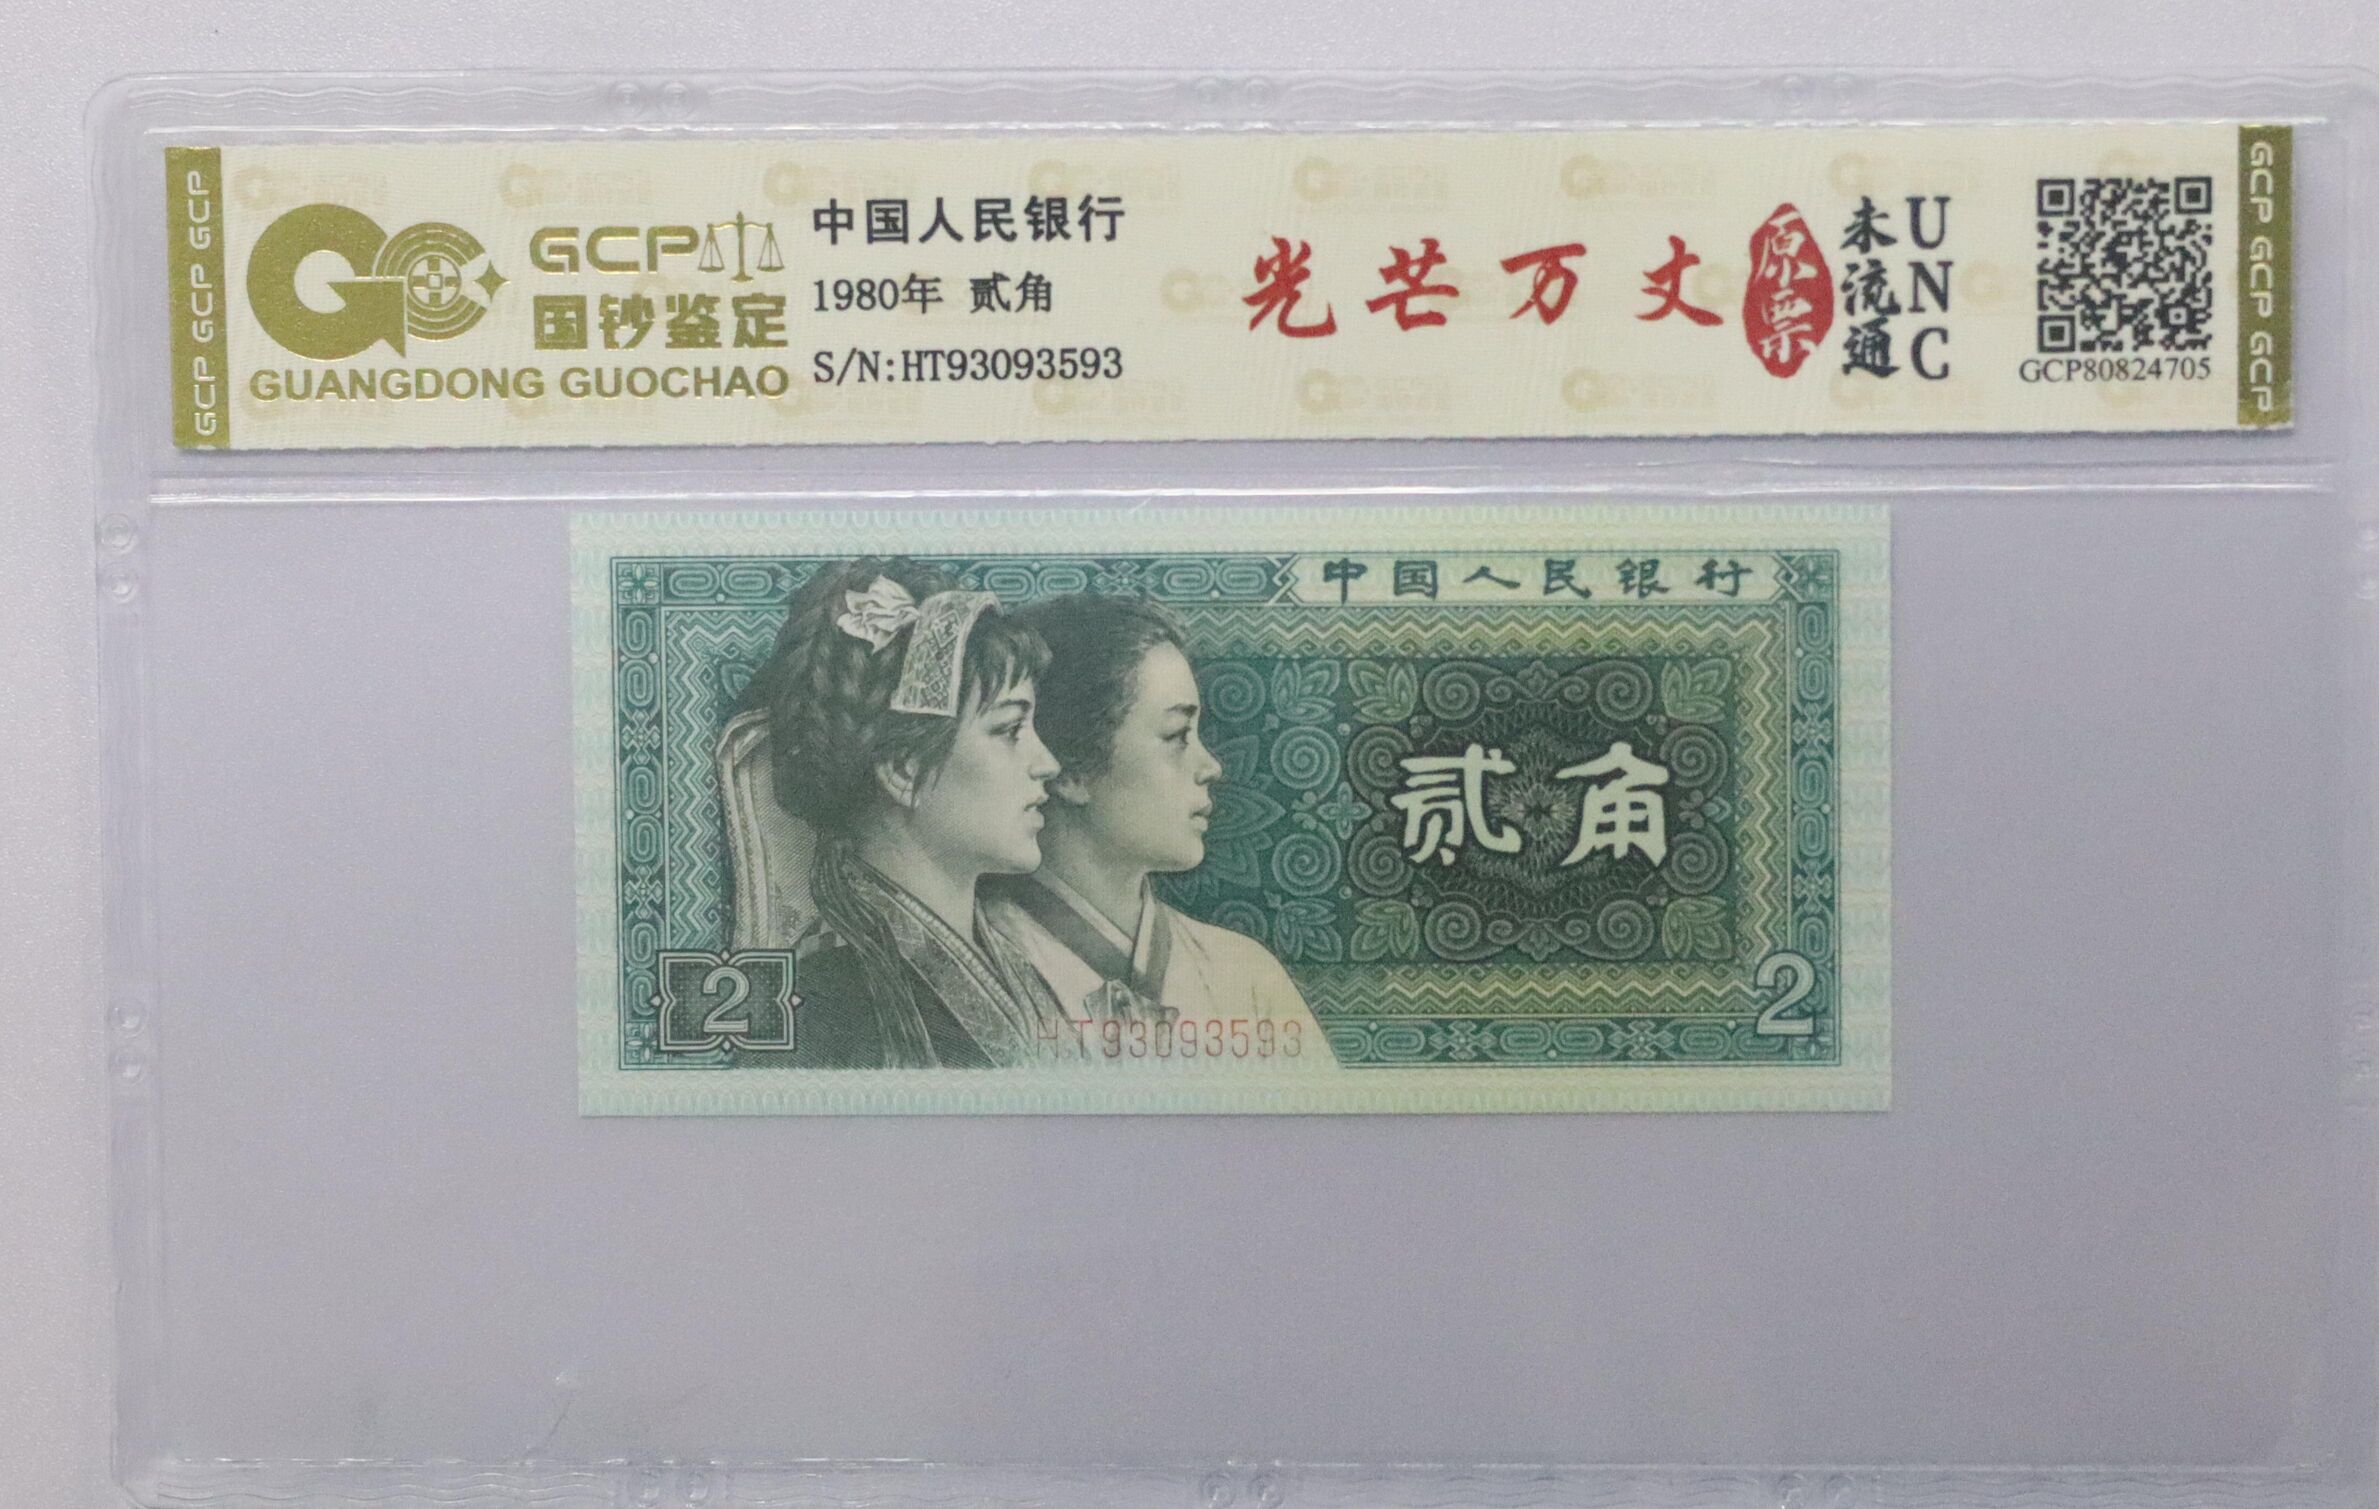 GCP GCP GCP
GCP
国钞鉴定
GUANGDONG GUOCHAO
中国人民银行
1980年 贰角
S/N:HT93093593
光芒万丈
原票
未流通
UNC
GCP80824705
GCP GCP GCP
中国人民银行
贰角
2
HT93093593
2